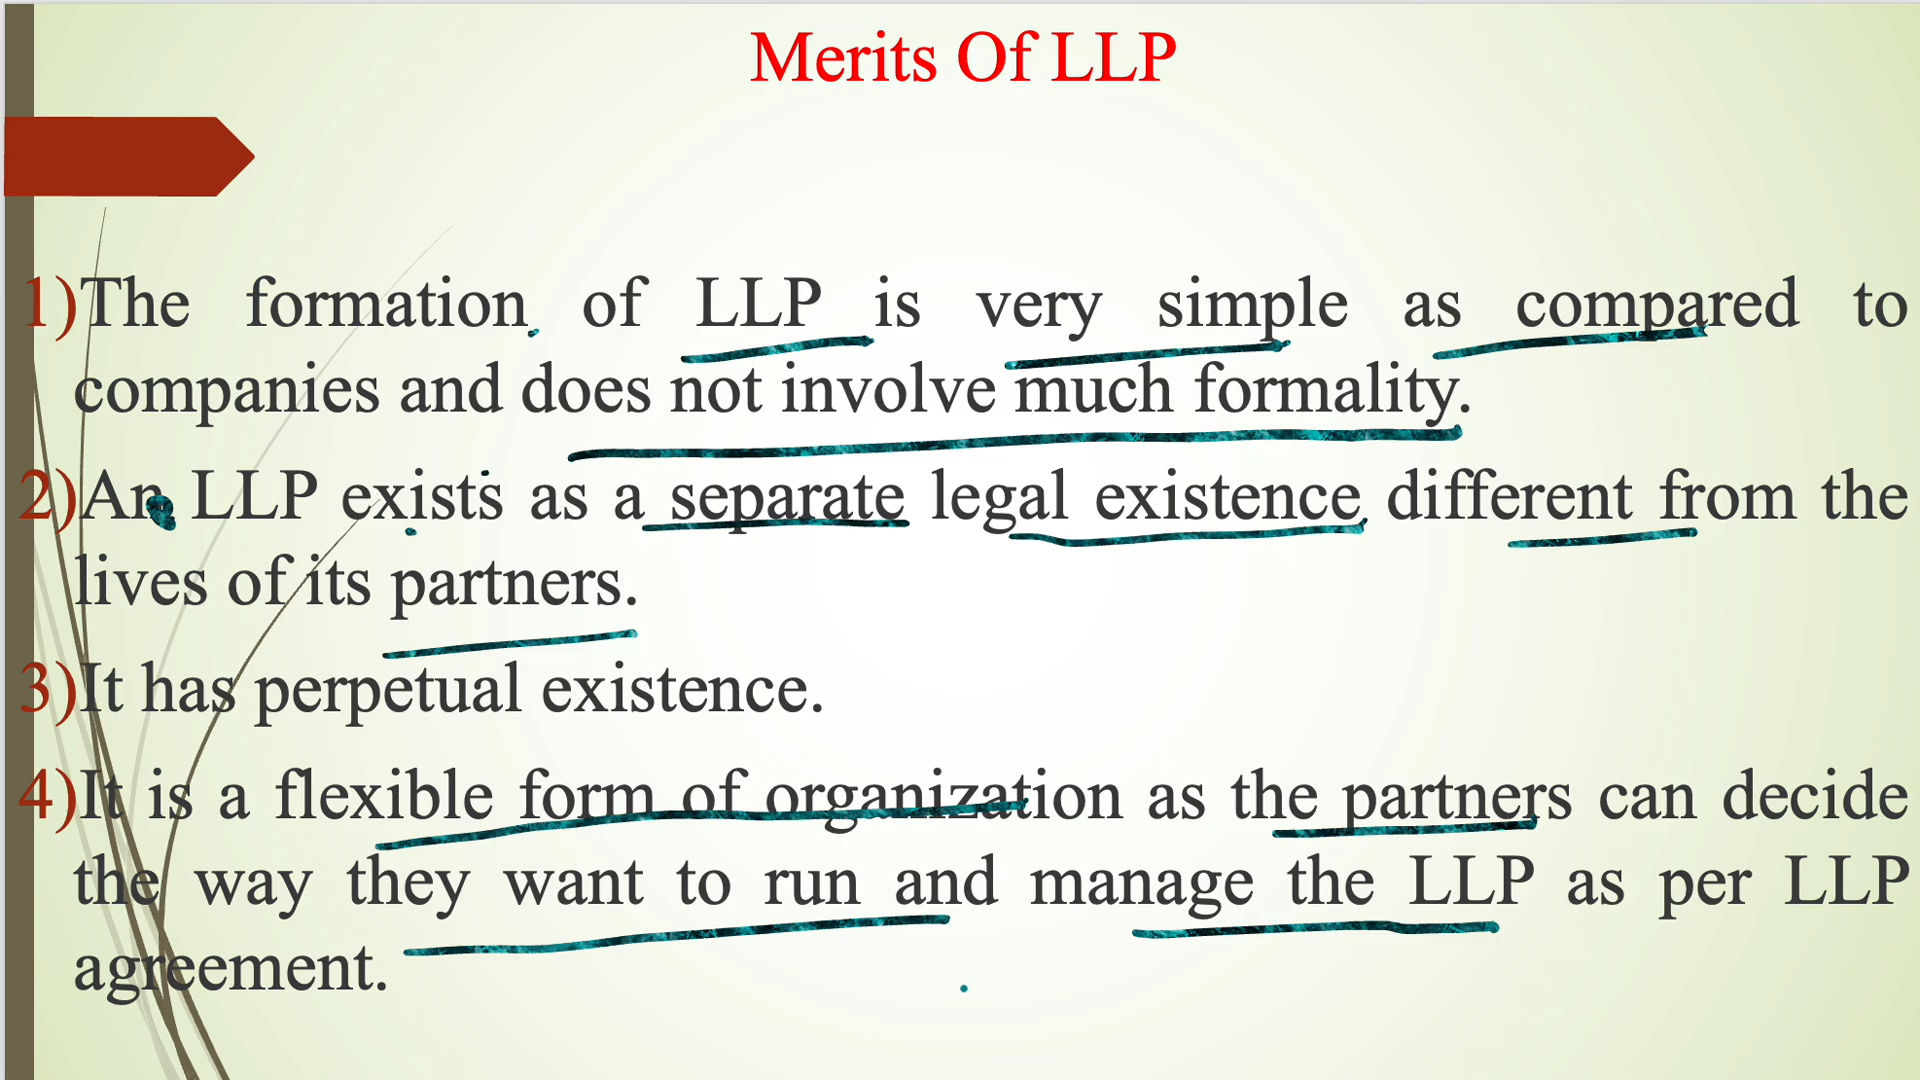 Merits Of LLP
1)The formation of LLP is very simple as compared to
companies and does not involve much formality.
2)An LLP exists as a separate legal existence different from the
lives of its partners.
3)It has perpetual existence.
4)It is a flexible form of organization as the partners can decide
the way they want to run and manage the LLP as per LLP
agreement.